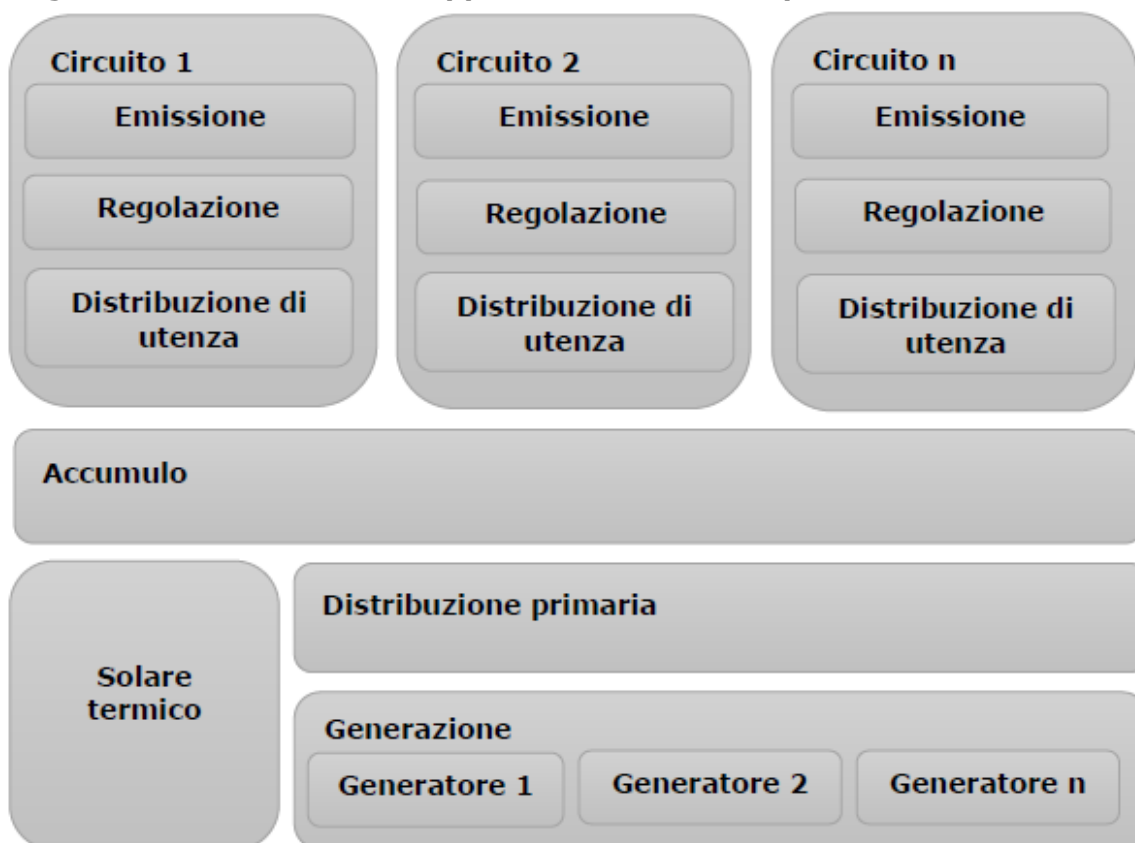 Circuito 1
Emissione
Regolazione
Distribuzione di
utenza
Circuito 2
Emissione
Regolazione
Distribuzione di
utenza
Circuito n
Emissione
Regolazione
Distribuzione di
utenza
Accumulo
Solare
termico
Distribuzione primaria
Generazione
Generatore 1
Generatore 2
Generatore n